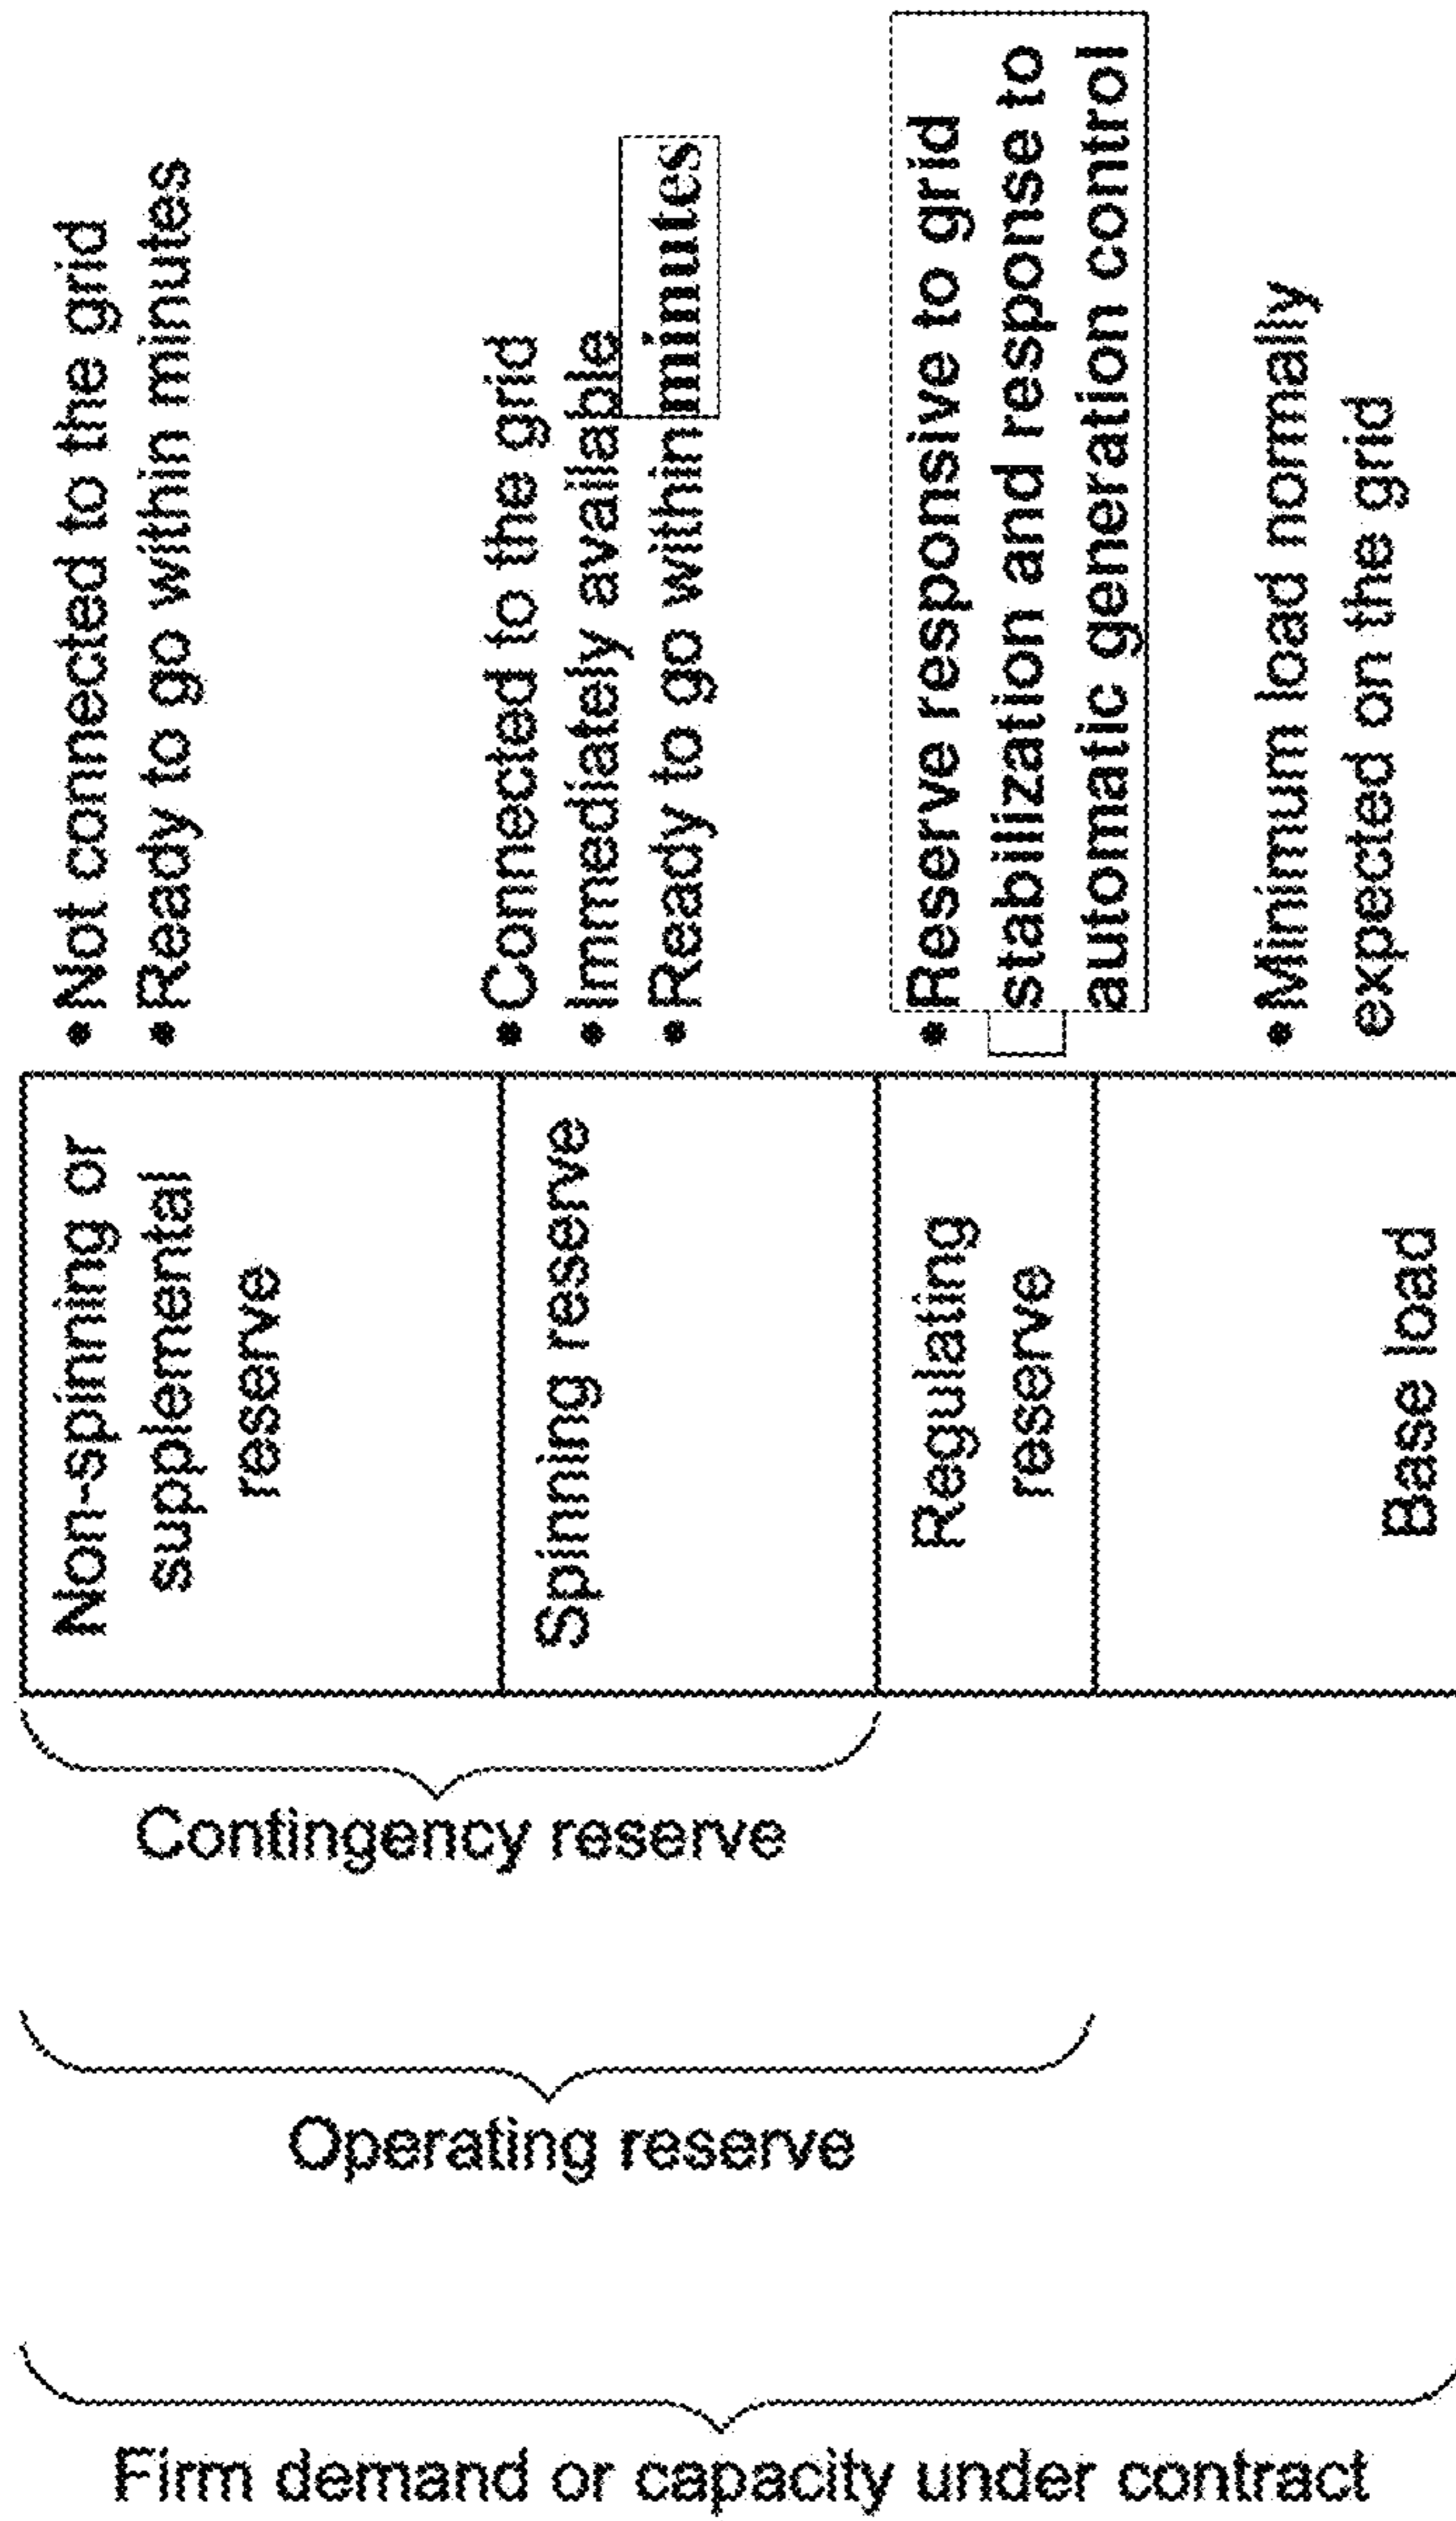 Firm demand or capacity under contract
Operating reserve
Contingency reserve
Non-spinning or
supplemental
reserve
• Not connected to the grid
• Ready to go within minutes
Spinning reserve
• Connected to the grid
• Immediately available
• Ready to go within minutes
Regulating
reserve
• Reserve responsive to grid
stabilization and response to
automatic generation control
Base load
• Minimum load normally
expected on the grid